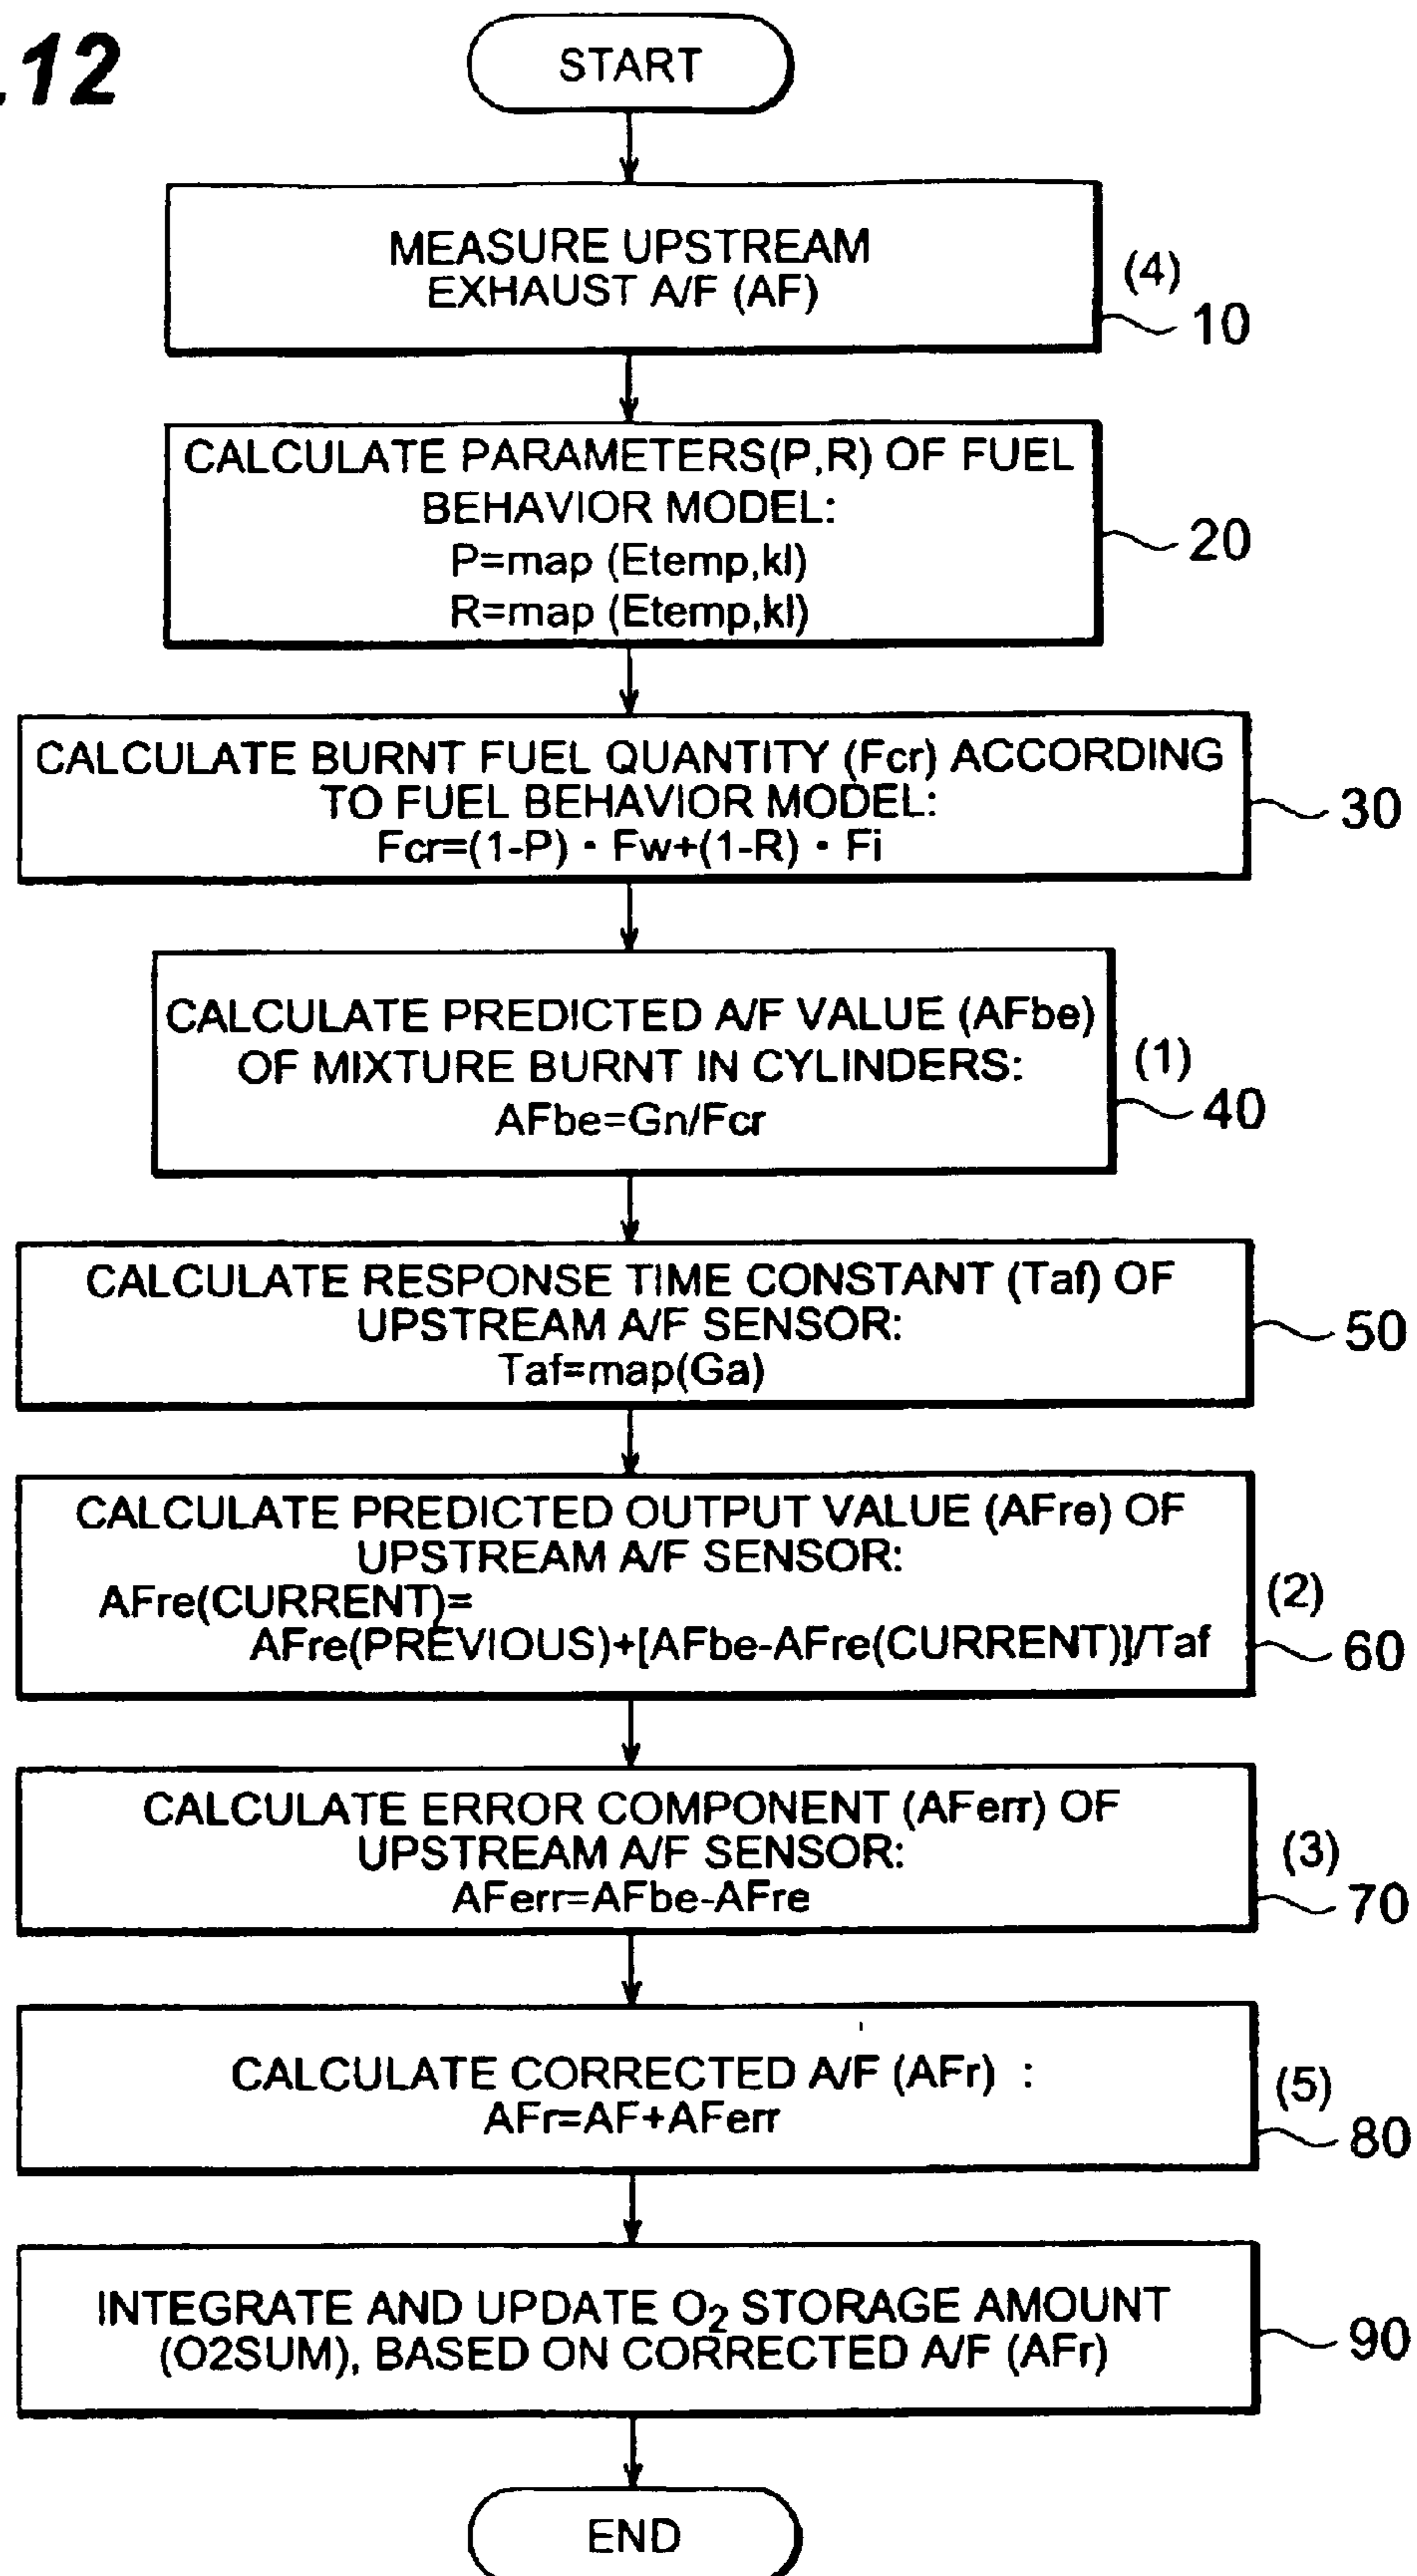 .12
START
MEASURE UPSTREAM
EXHAUST A/F (AF)
(4)
10
CALCULATE PARAMETERS(P,R) OF FUEL
BEHAVIOR MODEL:
P=map (Etemp,kl)
R=map (Etemp,kl)
20
CALCULATE BURNT FUEL QUANTITY (Fcr) ACCORDING
TO FUEL BEHAVIOR MODEL:
Fcr=(1-P)・Fw+(1-R)・Fi
30
CALCULATE PREDICTED A/F VALUE (AFbe)
OF MIXTURE BURNT IN CYLINDERS:
AFbe=Gn/Fcr
(1)
40
CALCULATE RESPONSE TIME CONSTANT (Taf) OF
UPSTREAM A/F SENSOR:
Taf=map(Ga)
50
CALCULATE PREDICTED OUTPUT VALUE (AFre) OF
UPSTREAM A/F SENSOR:
AFre(CURRENT)=
AFre(PREVIOUS)+[AFbe-AFre(CURRENT)]/Taf
(2)
60
CALCULATE ERROR COMPONENT (AFerr) OF
UPSTREAM A/F SENSOR:
AFerr=AFbe-AFre
(3)
70
CALCULATE CORRECTED A/F (AFr) :
AFr=AF+AFerr
(5)
80
INTEGRATE AND UPDATE O2 STORAGE AMOUNT
(O2SUM), BASED ON CORRECTED A/F (AFr)
90
END